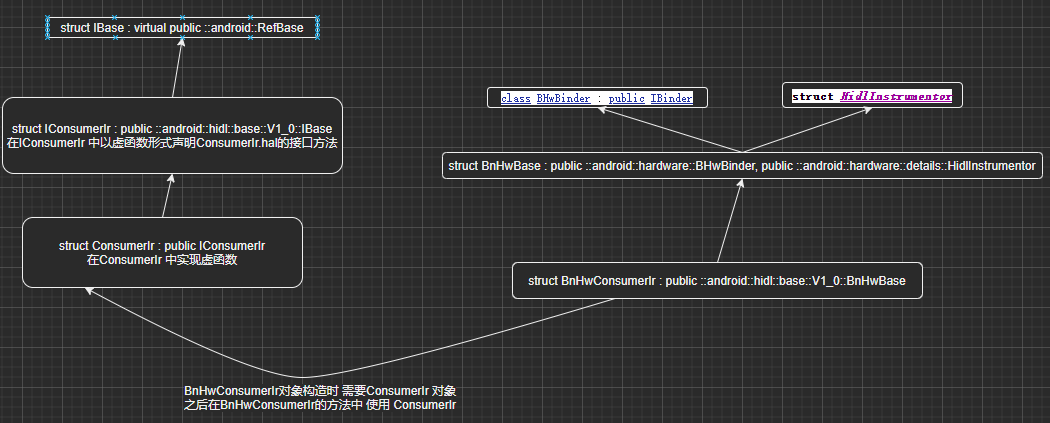 struct IBase : virtual public ::android::RefBase
class BHwBinder : public IBinder
struct HidlInstrumentor
struct IConsumerIr : public ::android::hidl::base::V1_0::IBase
在IConsumerIr 中以虚函数形式声明ConsumerIr.hal的接口方法
struct BnHwBase : public ::android::hardware::BHwBinder, public ::android::hardware::details::HidlInstrumentor
struct ConsumerIr : public IConsumerIr
在ConsumerIr 中实现虚函数
struct BnHwConsumerIr : public ::android::hidl::base::V1_0::BnHwBase
BnHwConsumerIr对象构造时 需要ConsumerIr 对象
之后在BnHwConsumerIr的方法中 使用 ConsumerIr